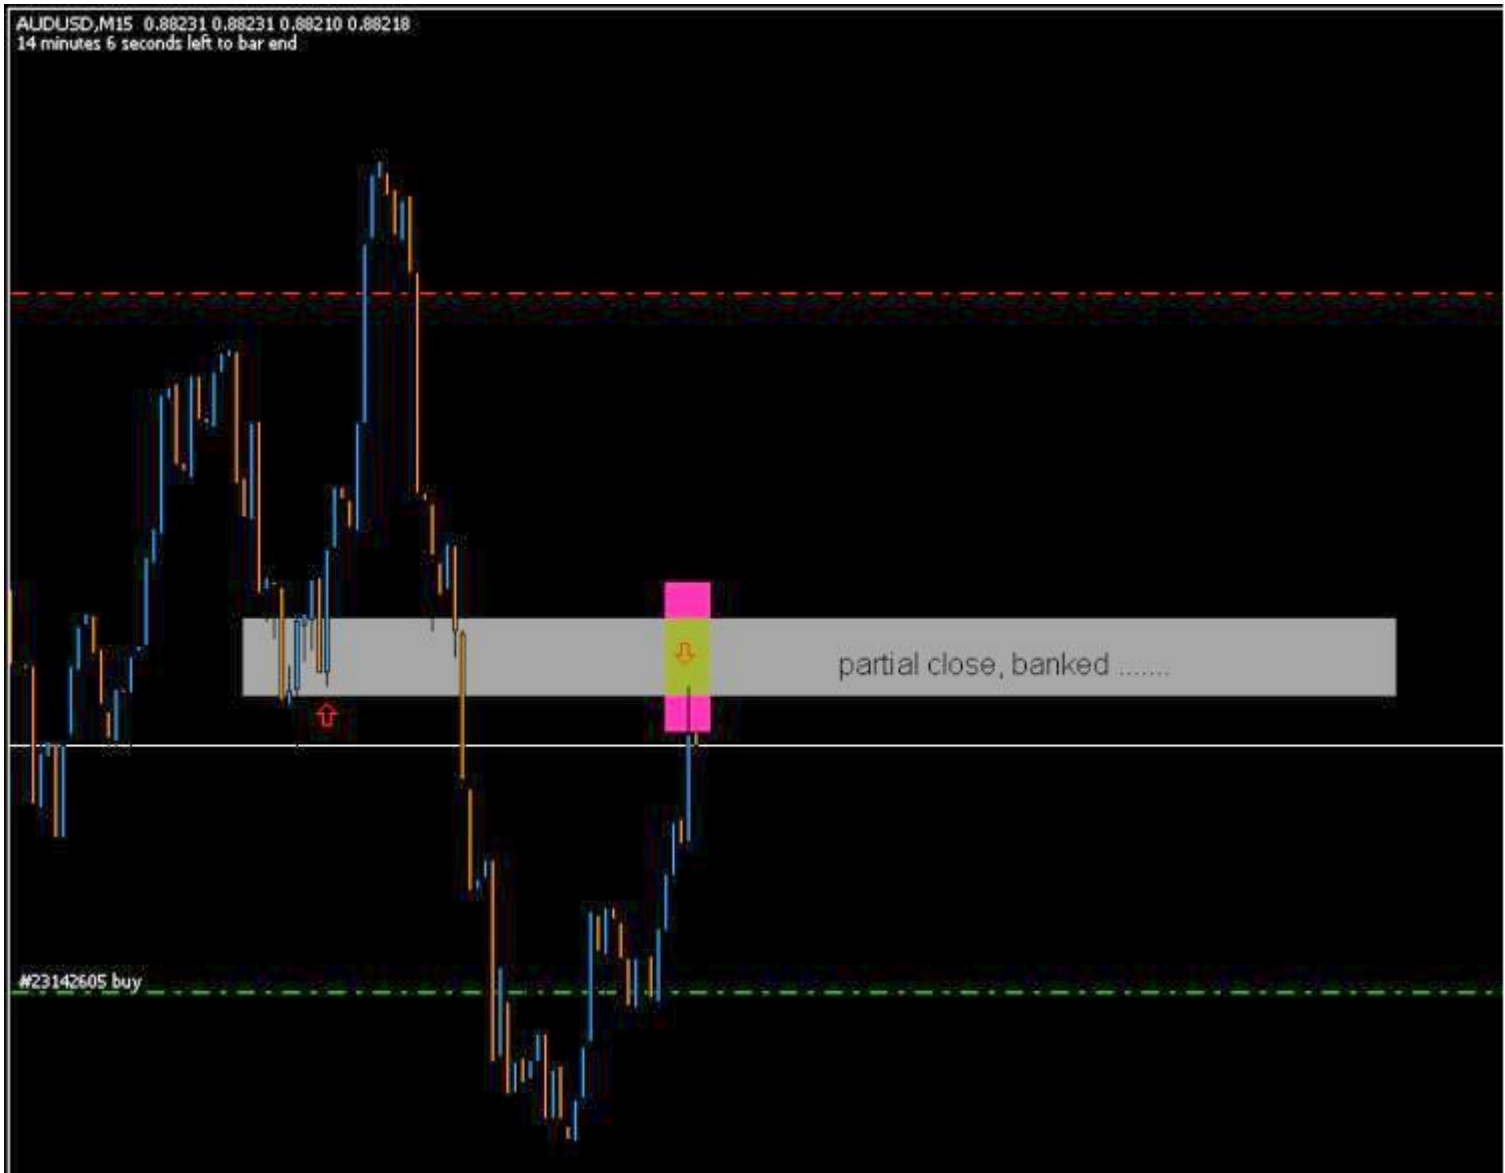 AUDUSD,M15 0.88231 0.88231 0.88210 0.88218
14 minutes 6 seconds left to bar end
partial close, banked .......
#23142605 buy